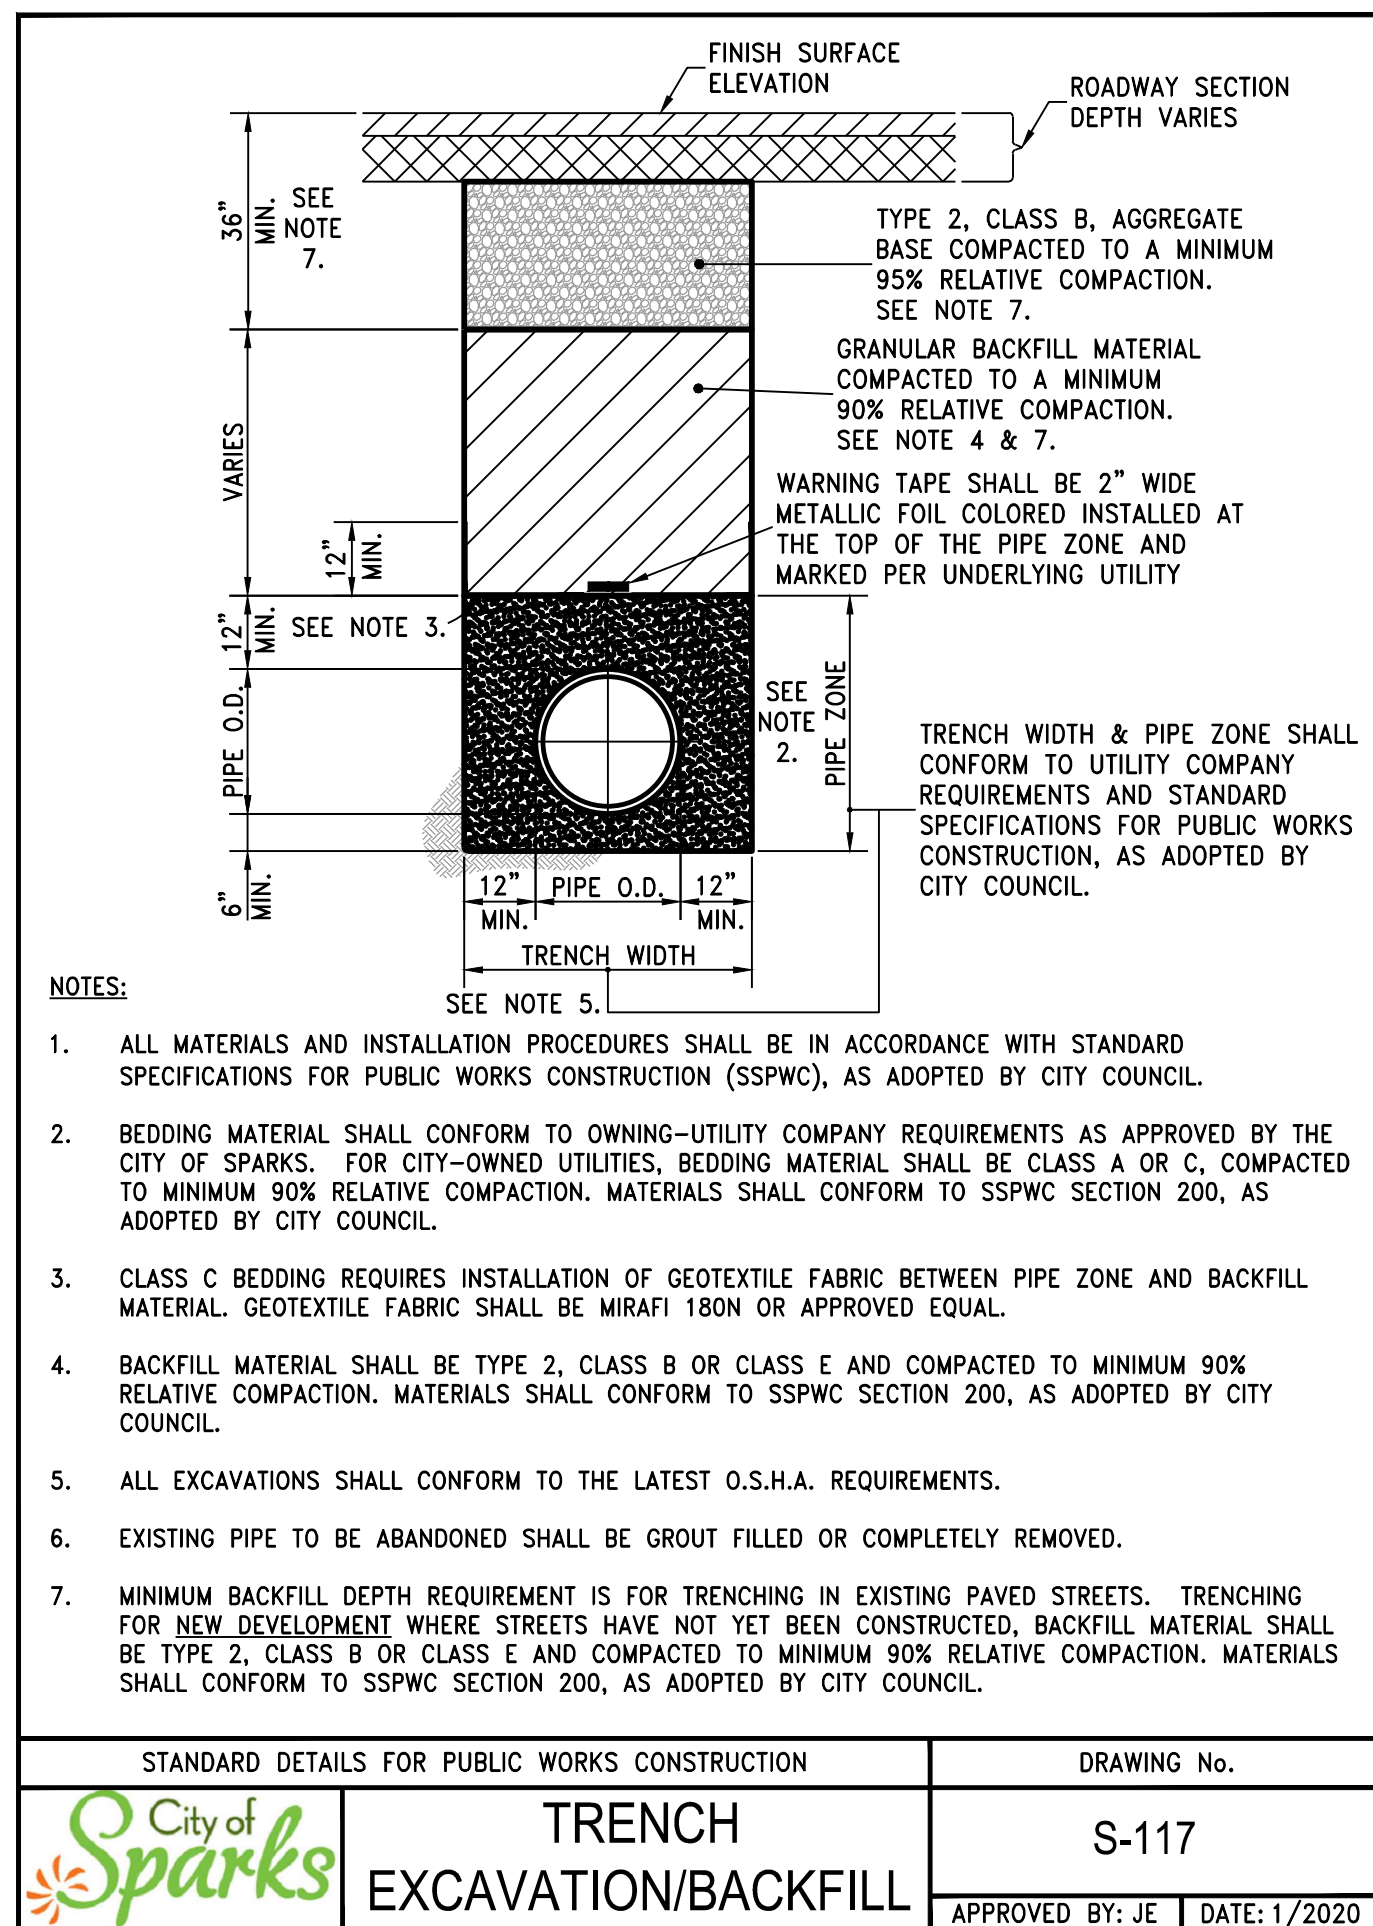 FINISH SURFACE
ELEVATION
ROADWAY SECTION
DEPTH VARIES
36"
MIN.
SEE
NOTE
7.
TYPE 2, CLASS B, AGGREGATE
BASE COMPACTED TO A MINIMUM
95% RELATIVE COMPACTION.
SEE NOTE 7.
GRANULAR BACKFILL MATERIAL
COMPACTED TO A MINIMUM
90% RELATIVE COMPACTION.
SEE NOTE 4 & 7.
VARIES
12"
MIN.
WARNING TAPE SHALL BE 2" WIDE
METALLIC FOIL COLORED INSTALLED AT
THE TOP OF THE PIPE ZONE AND
MARKED PER UNDERLYING UTILITY
12"
MIN.
SEE NOTE 3.
PIPE O.D.
SEE
NOTE
2.
PIPE ZONE
TRENCH WIDTH & PIPE ZONE SHALL
CONFORM TO UTILITY COMPANY
REQUIREMENTS AND STANDARD
SPECIFICATIONS FOR PUBLIC WORKS
CONSTRUCTION, AS ADOPTED BY
CITY COUNCIL.
6"
MIN.
12" PIPE O.D. 12"
MIN. MIN.
TRENCH WIDTH
SEE NOTE 5.
NOTES:
1. ALL MATERIALS AND INSTALLATION PROCEDURES SHALL BE IN ACCORDANCE WITH STANDARD
SPECIFICATIONS FOR PUBLIC WORKS CONSTRUCTION (SSPWC), AS ADOPTED BY CITY COUNCIL.
2. BEDDING MATERIAL SHALL CONFORM TO OWNING-UTILITY COMPANY REQUIREMENTS AS APPROVED BY THE
CITY OF SPARKS. FOR CITY-OWNED UTILITIES, BEDDING MATERIAL SHALL BE CLASS A OR C, COMPACTED
TO MINIMUM 90% RELATIVE COMPACTION. MATERIALS SHALL CONFORM TO SSPWC SECTION 200, AS
ADOPTED BY CITY COUNCIL.
3. CLASS C BEDDING REQUIRES INSTALLATION OF GEOTEXTILE FABRIC BETWEEN PIPE ZONE AND BACKFILL
MATERIAL. GEOTEXTILE FABRIC SHALL BE MIRAFI 180N OR APPROVED EQUAL.
4. BACKFILL MATERIAL SHALL BE TYPE 2, CLASS B OR CLASS E AND COMPACTED TO MINIMUM 90%
RELATIVE COMPACTION. MATERIALS SHALL CONFORM TO SSPWC SECTION 200, AS ADOPTED BY CITY
COUNCIL.
5. ALL EXCAVATIONS SHALL CONFORM TO THE LATEST O.S.H.A. REQUIREMENTS.
6. EXISTING PIPE TO BE ABANDONED SHALL BE GROUT FILLED OR COMPLETELY REMOVED.
7. MINIMUM BACKFILL DEPTH REQUIREMENT IS FOR TRENCHING IN EXISTING PAVED STREETS. TRENCHING
FOR NEW DEVELOPMENT WHERE STREETS HAVE NOT YET BEEN CONSTRUCTED, BACKFILL MATERIAL SHALL
BE TYPE 2, CLASS B OR CLASS E AND COMPACTED TO MINIMUM 90% RELATIVE COMPACTION. MATERIALS
SHALL CONFORM TO SSPWC SECTION 200, AS ADOPTED BY CITY COUNCIL.
STANDARD DETAILS FOR PUBLIC WORKS CONSTRUCTION
DRAWING No.
City of
Sparks
TRENCH
EXCAVATION/BACKFILL
S-117
APPROVED BY: JE
DATE: 1/2020